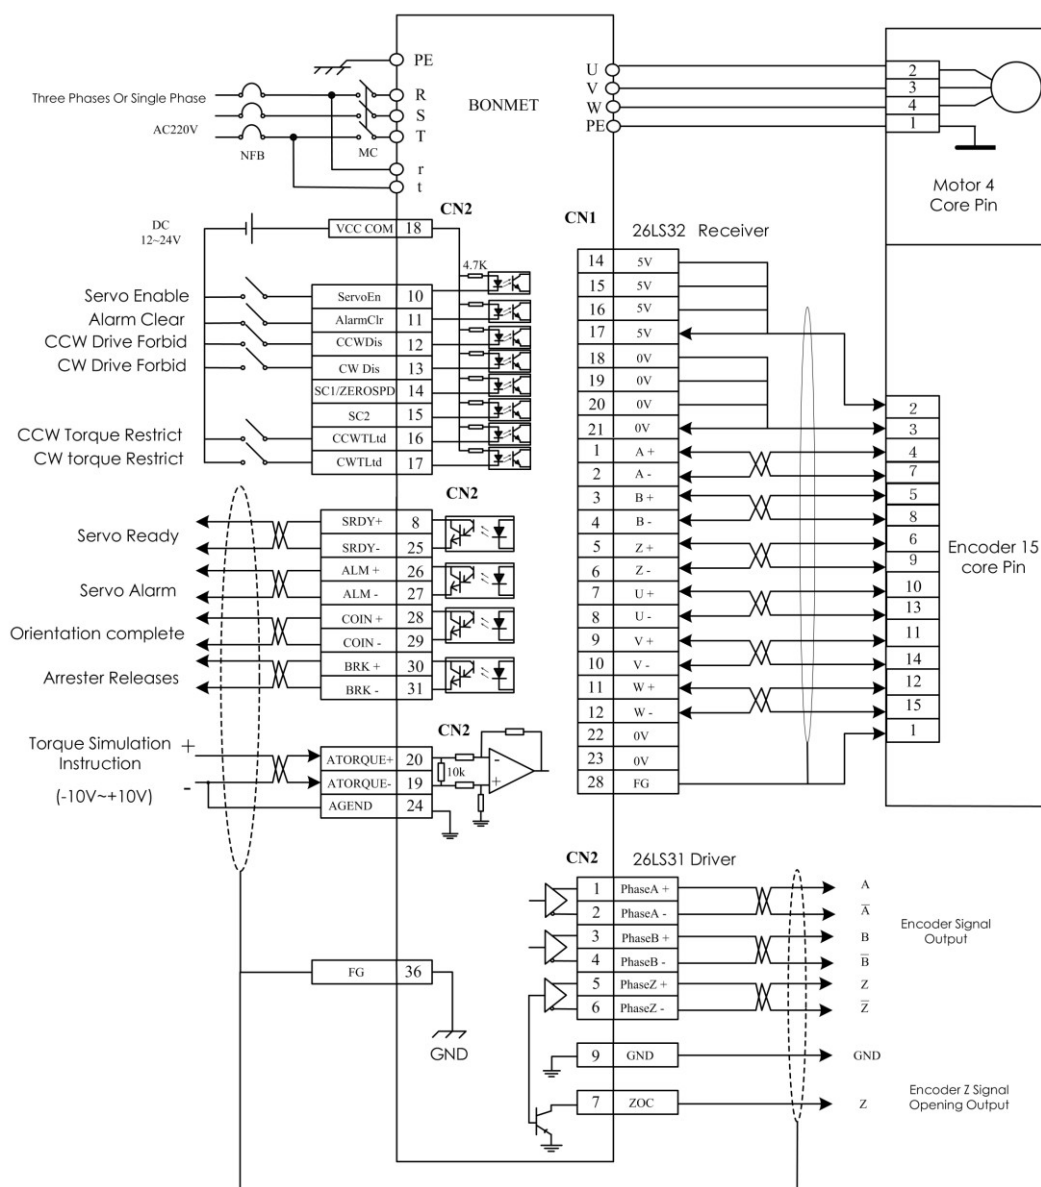 PE
R
S
T
r
t
Three Phases Or Single Phase
AC220V
NFB
MC
BONMET
U
V
W
PE
2
3
4
1
Motor 4
Core Pin
DC
12~24V
CN2
VCC COM 18
4.7K
Servo Enable ServoEn 10
Alarm Clear AlarmClr 11
CCW Drive Forbid CCWDis 12
CW Drive Forbid CW Dis 13
SC1/ZEROSPD 14
SC2 15
CCW Torque Restrict CCWTLtd 16
CW torque Restrict CWTLtd 17
CN2
Servo Ready
SRDY+ 8
SRDY- 25
Servo Alarm
ALM + 26
ALM - 27
Orientation complete
COIN + 28
COIN - 29
Arrester Releases
BRK + 30
BRK - 31
CN2
Torque Simulation
Instruction
(-10V~+10V)
+
-
ATORQUE+ 20
ATORQUE- 19
AGEND 24
10k
-
+
FG 36
GND
CN1
26LS32 Receiver
14 5V
15 5V
16 5V
17 5V
18 0V
19 0V
20 0V
21 0V
1 A +
2 A -
3 B +
4 B -
5 Z +
6 Z -
7 U +
8 U -
9 V +
10 V -
11 W +
12 W -
22 0V
23 0V
28 FG
2
3
4
7
5
8
6
9
10
13
11
14
12
15
1
Encoder 15
core Pin
CN2
26LS31 Driver
1 PhaseA + A
2 PhaseA - A̅
3 PhaseB + B
4 PhaseB - B̅
5 PhaseZ + Z
6 PhaseZ - Z̅
Encoder Signal
Output
9 GND GND
7 ZOC Z
Encoder Z Signal
Opening Output